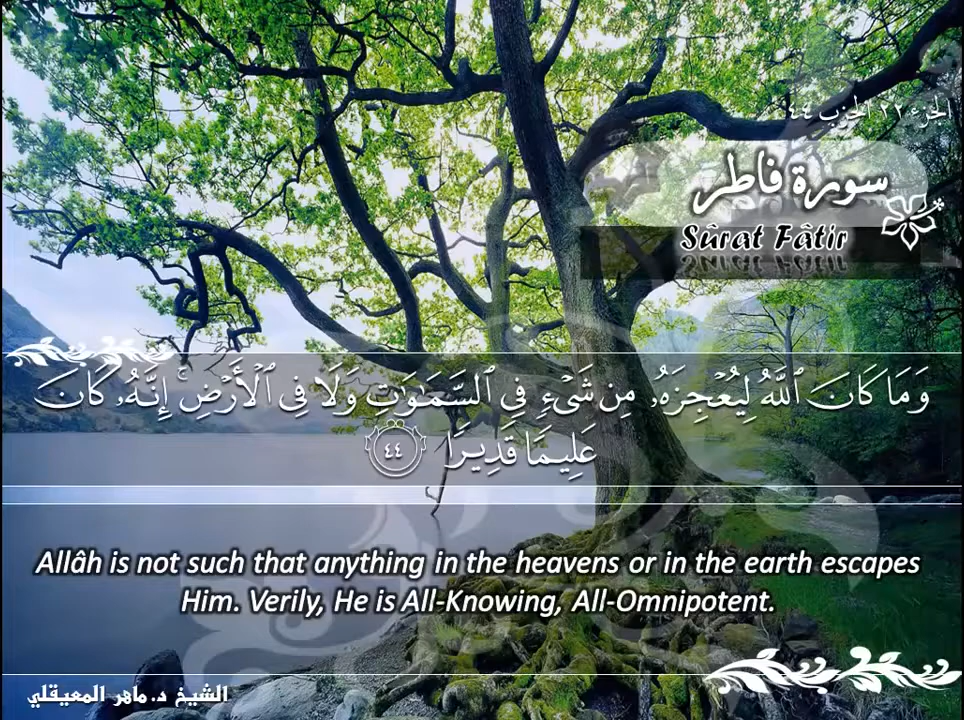 الجزء ٢٢ الحزب ٤٤
سورة فاطر
Sûrat Fâtir
وَمَا كَانَ ٱللَّهُ لِيُعْجِزَهُۥ مِن شَىْءٍۢ فِى ٱلسَّمَـٰوَٰتِ وَلَا فِى ٱلْأَرْضِ ۚ إِنَّهُۥ كَانَ
عَلِيمًا قَدِيرًا ٤٤
Allâh is not such that anything in the heavens or in the earth escapes
Him. Verily, He is All-Knowing, All-Omnipotent.
الشيخ د. ماهر المعيقلي